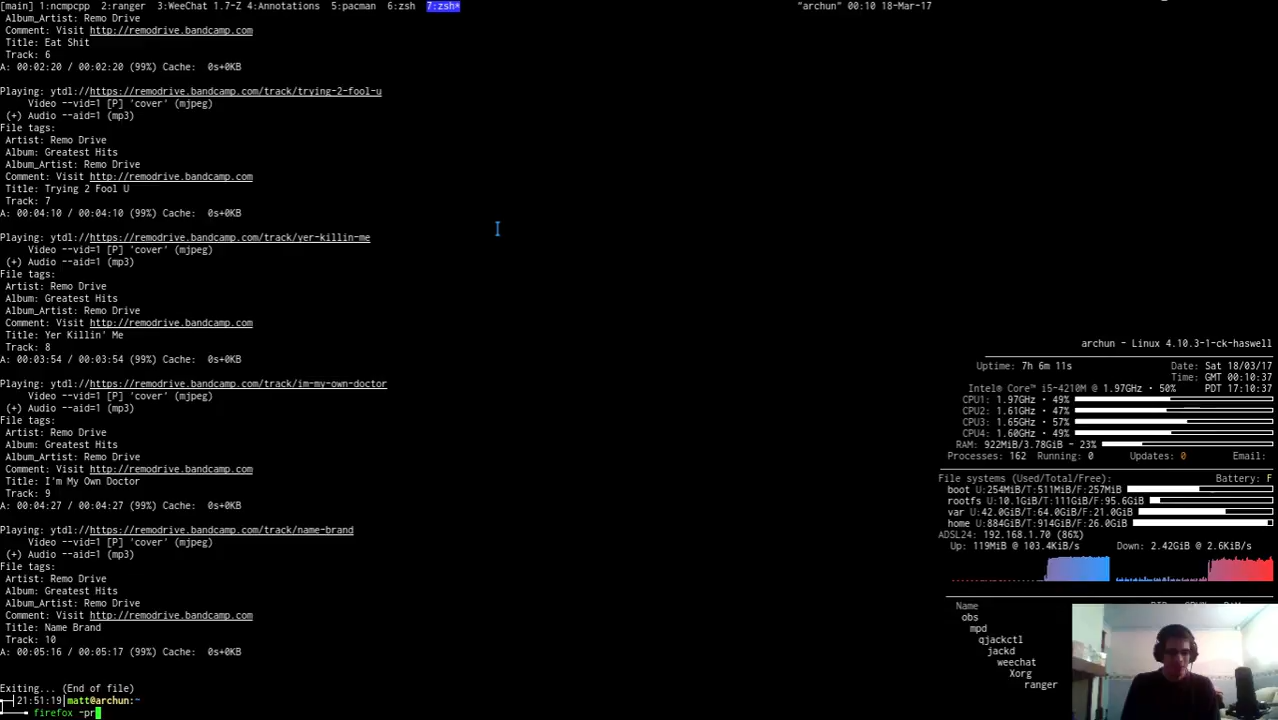 [main] 1:ncmpcpp 2:ranger 3:WeeChat 1.7-Z 4:Annotations 5:pacman 6:zsh 7:zsh* "archun" 00:10 18-Mar-17
Album_Artist: Remo Drive
Comment: Visit http://remodrive.bandcamp.com
Title: Eat Shit
Track: 6
A: 00:02:20 / 00:02:20 (99%) Cache: 0s+0KB
Playing: ytdl://https://remodrive.bandcamp.com/track/trying-2-fool-u
Video --vid=1 [P] 'cover' (mjpeg)
(+) Audio --aid=1 (mp3)
File tags:
Artist: Remo Drive
Album: Greatest Hits
Album_Artist: Remo Drive
Comment: Visit http://remodrive.bandcamp.com
Title: Trying 2 Fool U
Track: 7
A: 00:04:10 / 00:04:10 (99%) Cache: 0s+0KB
Playing: ytdl://https://remodrive.bandcamp.com/track/yer-killin-me
Video --vid=1 [P] 'cover' (mjpeg)
(+) Audio --aid=1 (mp3)
File tags:
Artist: Remo Drive
Album: Greatest Hits
Album_Artist: Remo Drive
Comment: Visit http://remodrive.bandcamp.com
Title: Yer Killin' Me
Track: 8
A: 00:03:54 / 00:03:54 (99%) Cache: 0s+0KB
Playing: ytdl://https://remodrive.bandcamp.com/track/im-my-own-doctor
Video --vid=1 [P] 'cover' (mjpeg)
(+) Audio --aid=1 (mp3)
File tags:
Artist: Remo Drive
Album: Greatest Hits
Album_Artist: Remo Drive
Comment: Visit http://remodrive.bandcamp.com
Title: I'm My Own Doctor
Track: 9
A: 00:04:27 / 00:04:27 (99%) Cache: 0s+0KB
Playing: ytdl://https://remodrive.bandcamp.com/track/name-brand
Video --vid=1 [P] 'cover' (mjpeg)
(+) Audio --aid=1 (mp3)
File tags:
Artist: Remo Drive
Album: Greatest Hits
Album_Artist: Remo Drive
Comment: Visit http://remodrive.bandcamp.com
Title: Name Brand
Track: 10
A: 00:05:16 / 00:05:17 (99%) Cache: 0s+0KB
Exiting... (End of file)
21:51:19|matt@archun:~
firefox -pr
archun - Linux 4.10.3-1-ck-haswell
Uptime: 7h 6m 11s Date: Sat 18/03/17
Time: GMT 00:10:37
Intel® Core™ i5-4210M @ 1.97GHz · 50% PDT 17:10:37
CPU1: 1.97GHz · 49%
CPU2: 1.61GHz · 47%
CPU3: 1.65GHz · 57%
CPU4: 1.60GHz · 49%
RAM: 922MiB/3.78GiB - 23%
Processes: 162 Running: 0 Updates: 0 Email:
File systems (Used/Total/Free): Battery: F
boot U:254MiB/T:511MiB/F:257MiB
rootfs U:10.1GiB/T:111GiB/F:95.6GiB
var U:42.0GiB/T:64.0GiB/F:21.0GiB
home U:884GiB/T:914GiB/F:26.0GiB
ADSL24: 192.168.1.70 (86%)
Up: 119MiB @ 103.4KiB/s Down: 2.42GiB @ 2.6KiB/s
Name
obs
mpd
qjackctl
jackd
weechat
Xorg
ranger